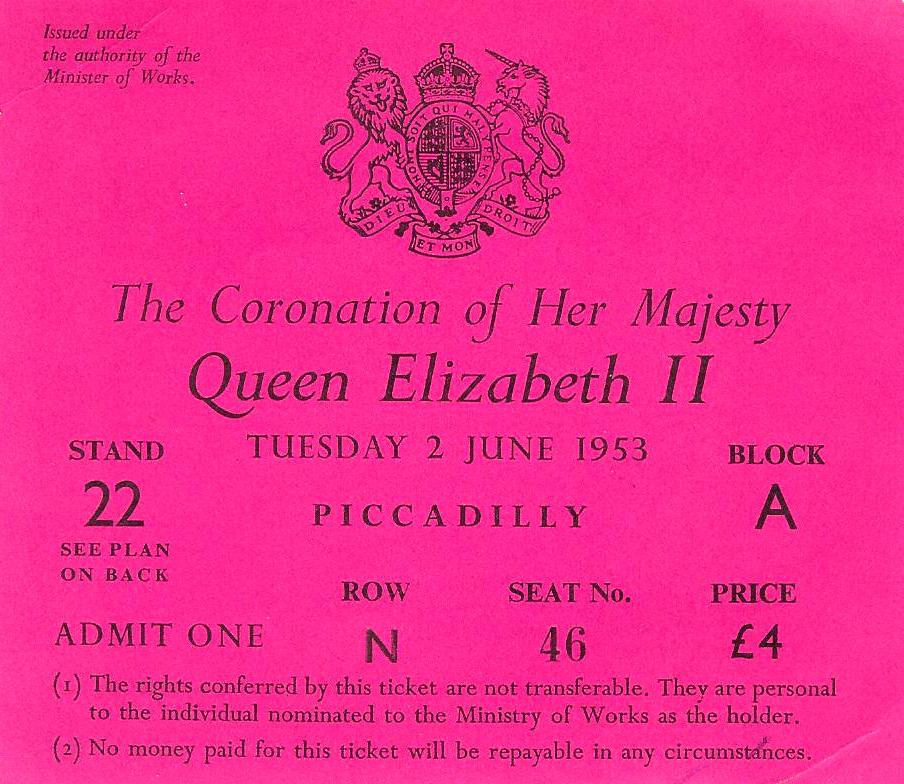 Issued under
the authority of the
Minister of Works.
HONI SOIT QUI MAL Y PENSE
DIEU ET MON DROIT
The Coronation of Her Majesty
Queen Elizabeth II
TUESDAY 2 JUNE 1953
STAND
22
SEE PLAN
ON BACK
PICCADILLY
BLOCK
A
ADMIT ONE
ROW
N
SEAT No.
46
PRICE
£4
(1) The rights conferred by this ticket are not transferable. They are personal
to the individual nominated to the Ministry of Works as the holder.
(2) No money paid for this ticket will be repayable in any circumstances.